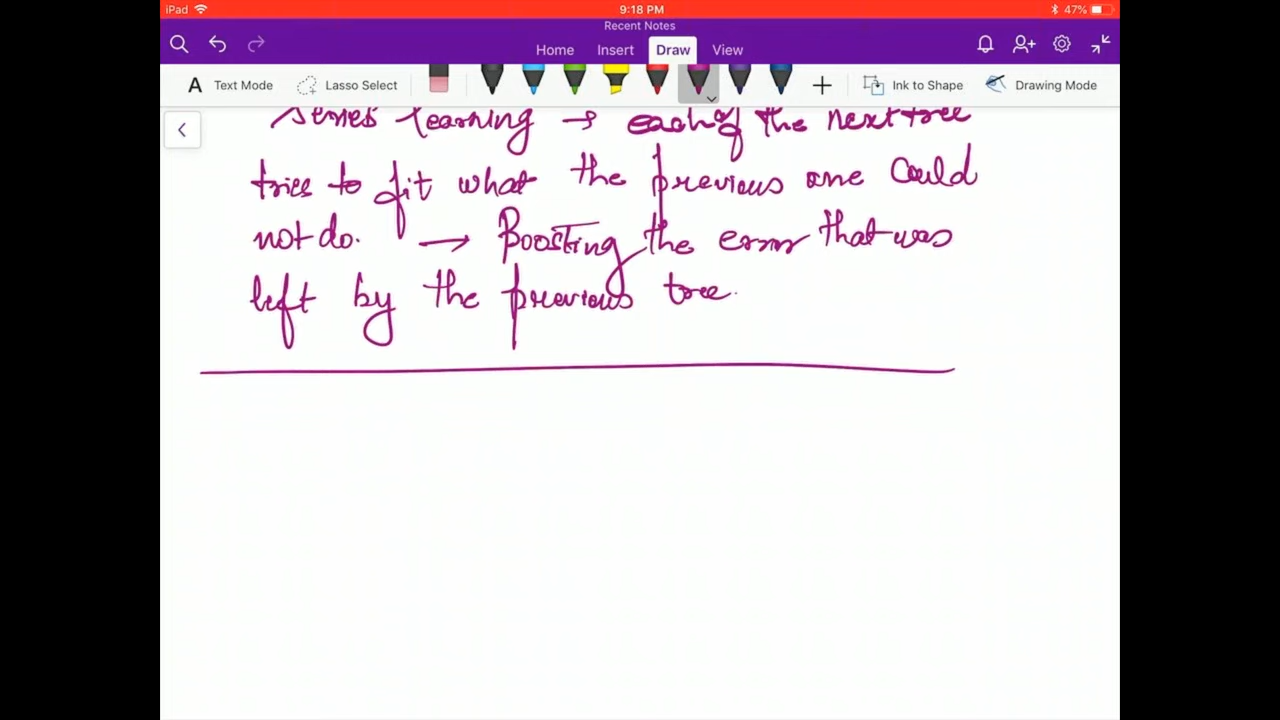 iPad 9:18 PM 47%
Recent Notes
Home Insert Draw View
A Text Mode Lasso Select + Ink to Shape Drawing Mode
Series learning → each of the next tree
tries to fit what the previous one could
not do. → Boosting the error that was
left by the previous tree.